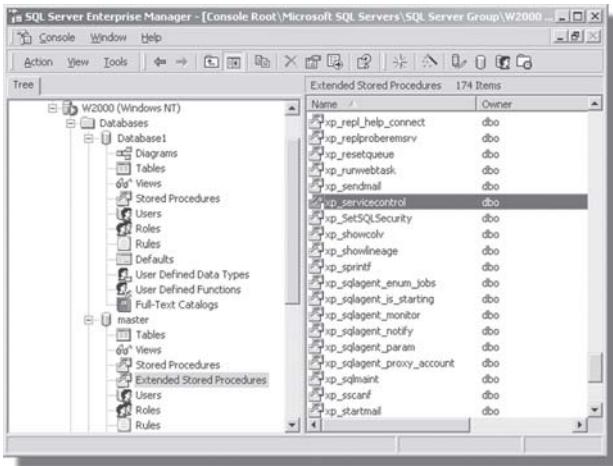 SQL Server Enterprise Manager - [Console Root\Microsoft SQL Servers\SQL Server Group\W2000 ...
Console Window Help
Action View Tools
Tree
W2000 (Windows NT)
Databases
Database1
Diagrams
Tables
Views
Stored Procedures
Users
Roles
Rules
Defaults
User Defined Data Types
User Defined Functions
Full-Text Catalogs
master
Tables
Views
Stored Procedures
Extended Stored Procedures
Users
Roles
Rules
Extended Stored Procedures 174 Items
Name Owner
xp_repl_help_connect dbo
xp_replproberemsrv dbo
xp_resetqueue dbo
xp_runwebtask dbo
xp_sendmail dbo
xp_servicecontrol dbo
xp_SetSQLSecurity dbo
xp_showcolv dbo
xp_showlineage dbo
xp_sprintf dbo
xp_sqlagent_enum_jobs dbo
xp_sqlagent_is_starting dbo
xp_sqlagent_monitor dbo
xp_sqlagent_notify dbo
xp_sqlagent_param dbo
xp_sqlagent_proxy_account dbo
xp_sqlmaint dbo
xp_sscanf dbo
xp_startmail dbo